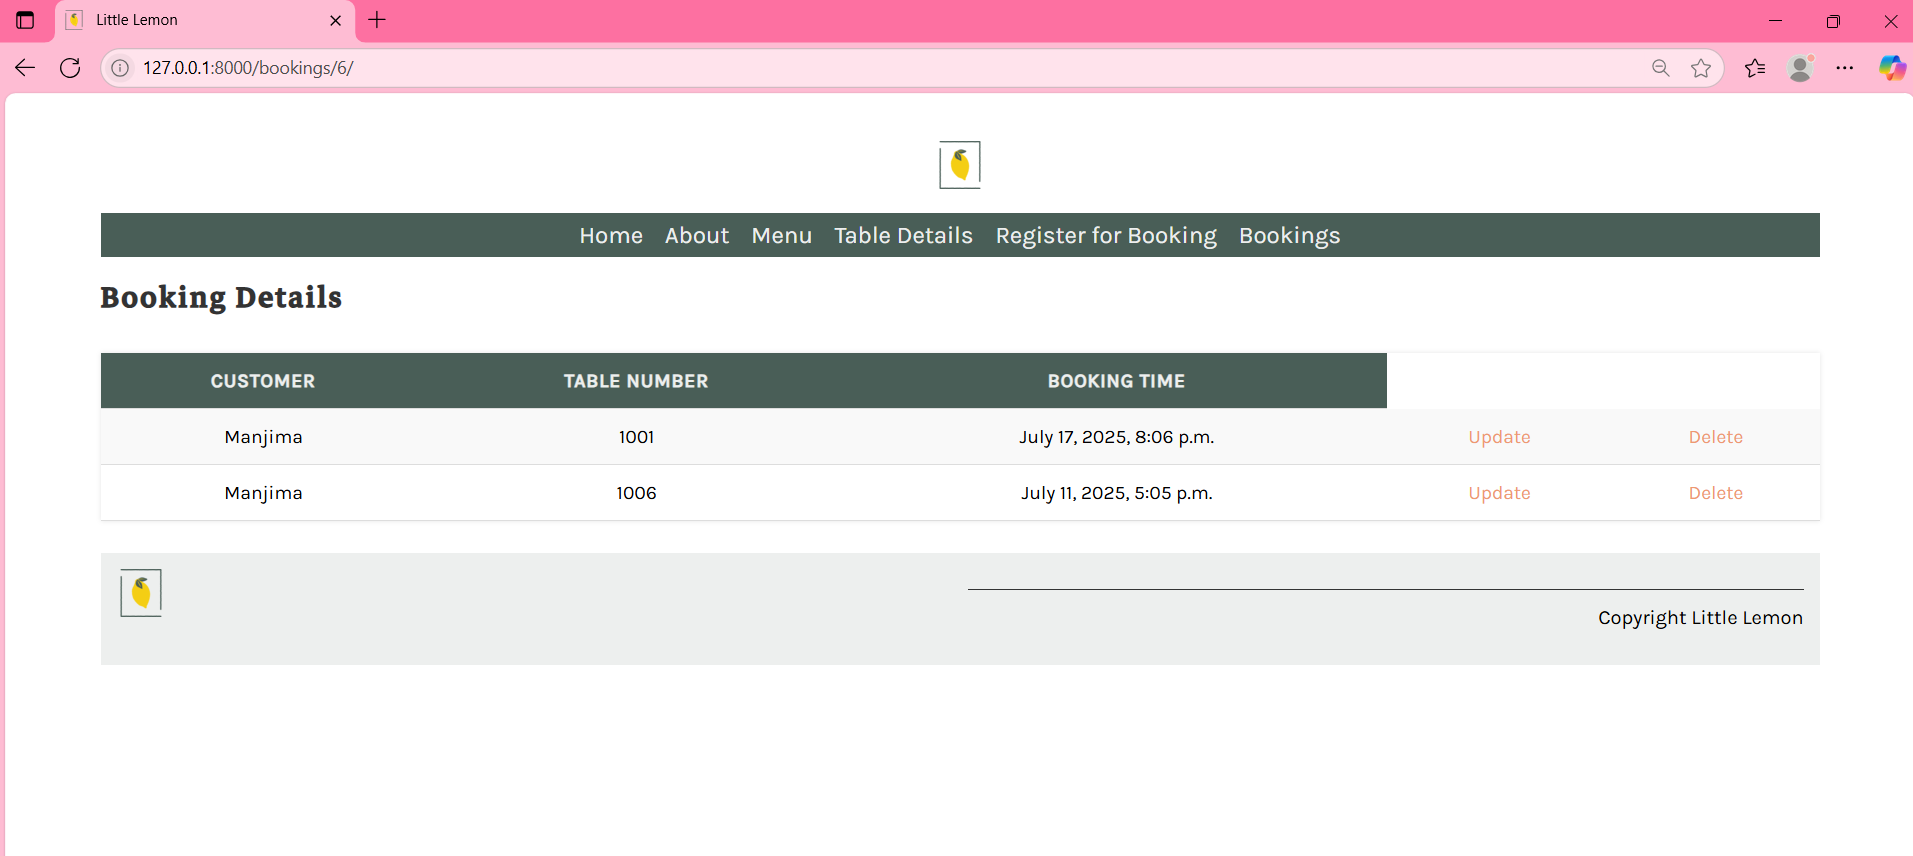 Little Lemon
127.0.0.1:8000/bookings/6/
Home About Menu Table Details Register for Booking Bookings
Booking Details
CUSTOMER TABLE NUMBER BOOKING TIME
Manjima 1001 July 17, 2025, 8:06 p.m. Update Delete
Manjima 1006 July 11, 2025, 5:05 p.m. Update Delete
Copyright Little Lemon